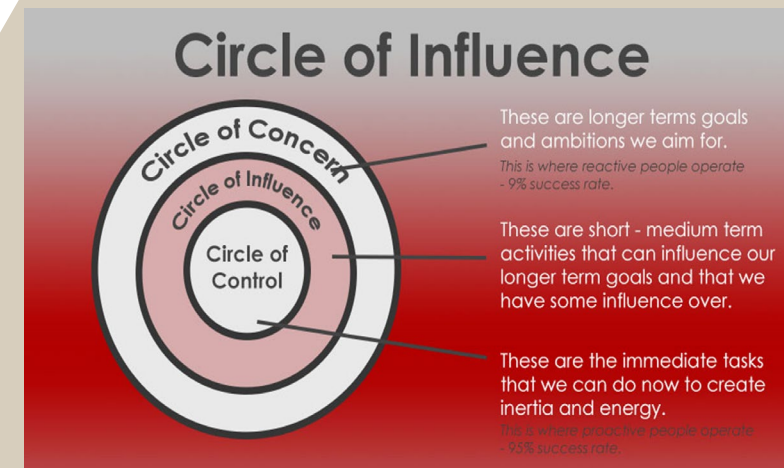 Circle of Influence
Circle of Concern
Circle of Influence
Circle of
Control
These are longer terms goals
and ambitions we aim for.
This is where reactive people operate
- 9% success rate.
These are short - medium term
activities that can influence our
longer term goals and that we
have some influence over.
These are the immediate tasks
that we can do now to create
inertia and energy.
This is where proactive people operate
- 95% success rate.